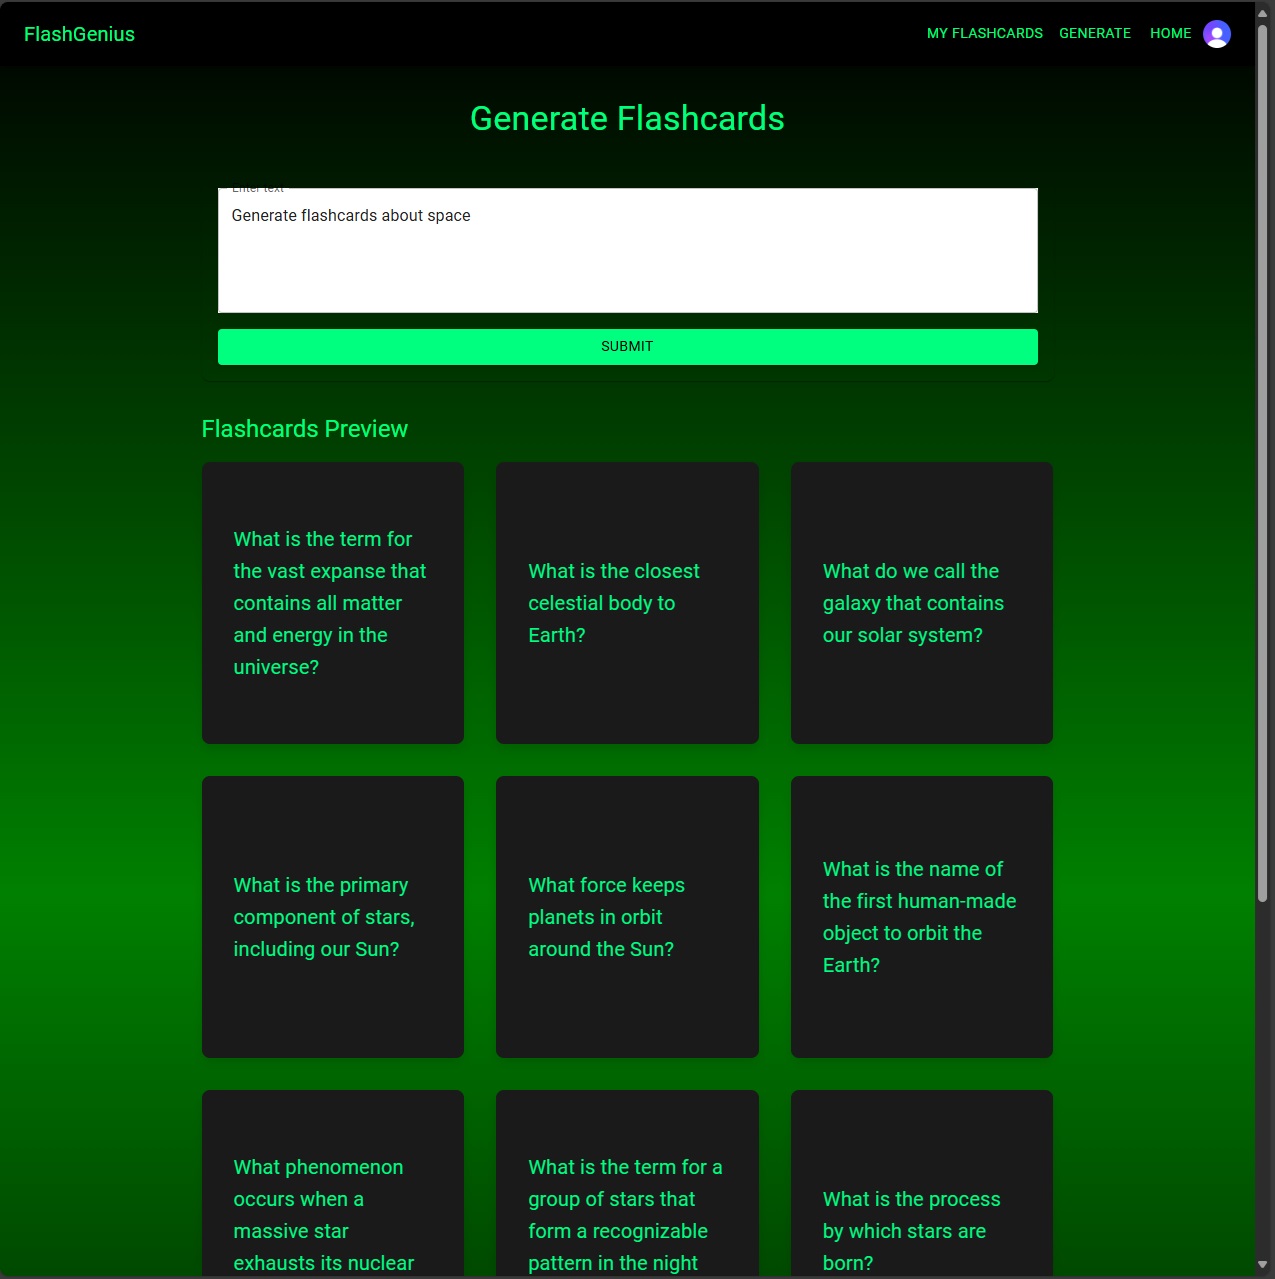 FlashGenius
MY FLASHCARDS GENERATE HOME
Generate Flashcards
Enter text
Generate flashcards about space
SUBMIT
Flashcards Preview
What is the term for
the vast expanse that
contains all matter
and energy in the
universe?
What is the closest
celestial body to
Earth?
What do we call the
galaxy that contains
our solar system?
What is the primary
component of stars,
including our Sun?
What force keeps
planets in orbit
around the Sun?
What is the name of
the first human-made
object to orbit the
Earth?
What phenomenon
occurs when a
massive star
exhausts its nuclear
What is the term for a
group of stars that
form a recognizable
pattern in the night
What is the process
by which stars are
born?